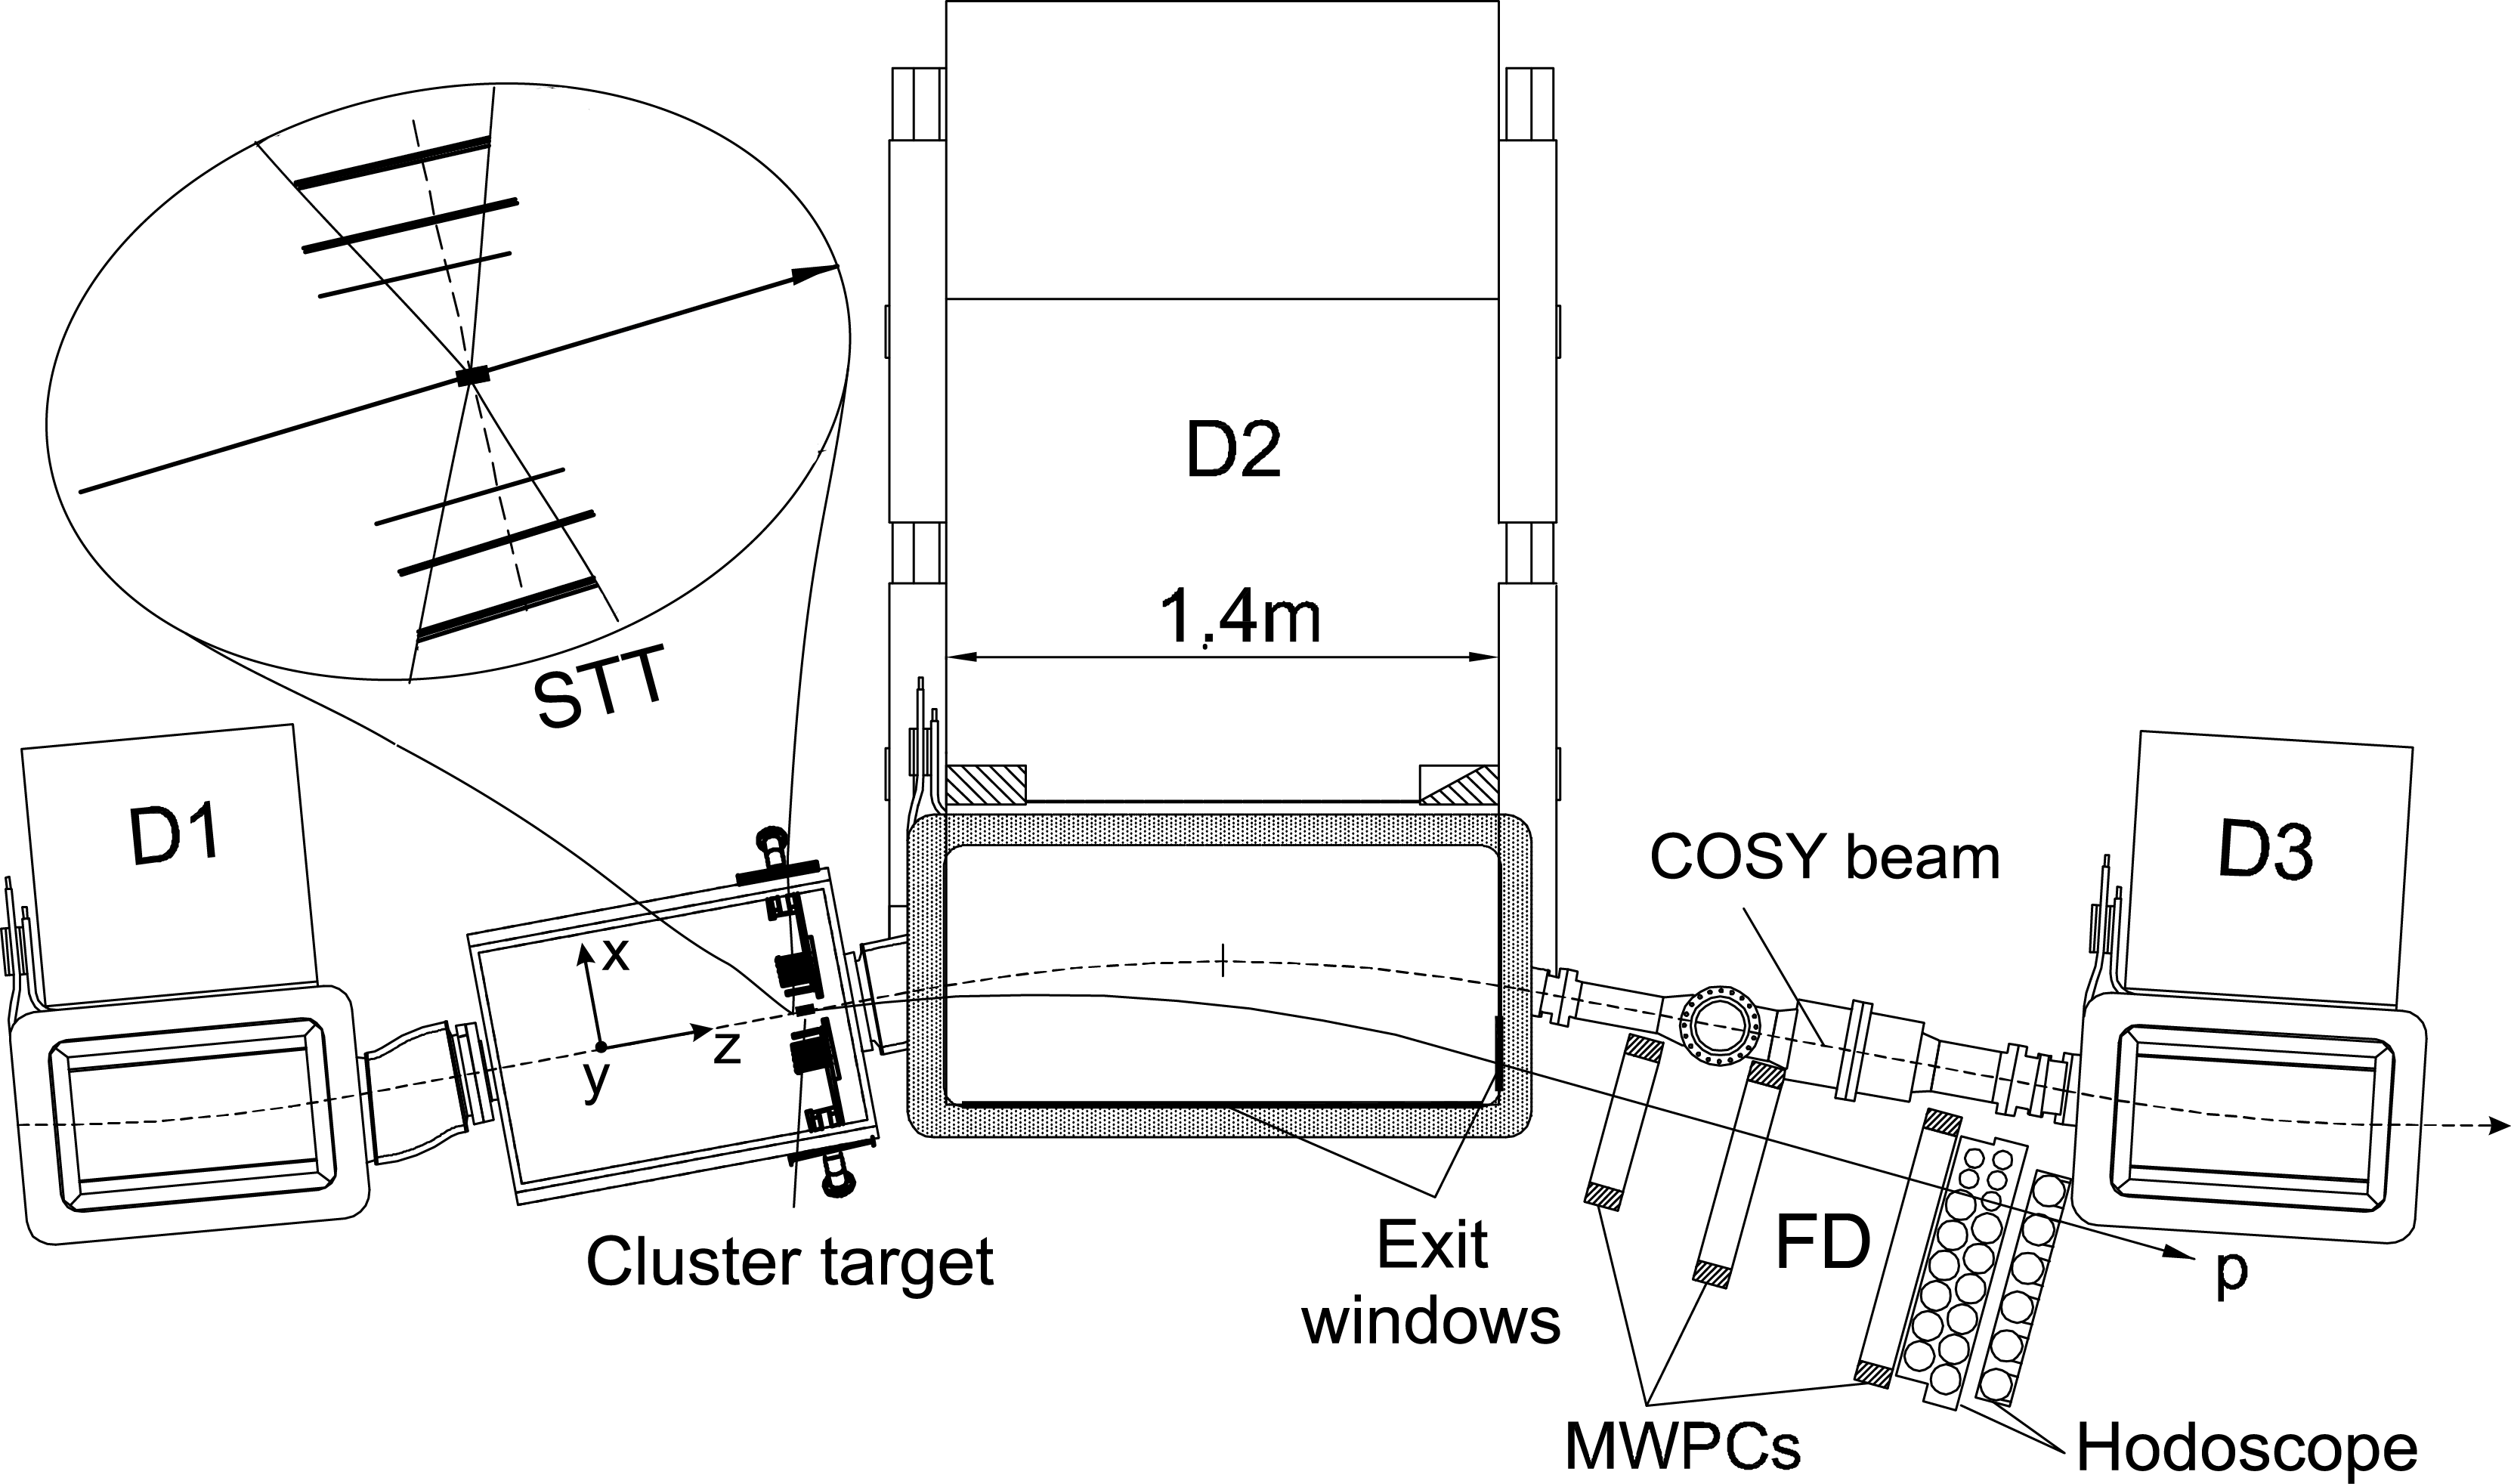 D2
1.4m
STT
D1
COSY beam
D3
x
z
y
Cluster target
Exit
windows
FD
p
MWPCs
Hodoscope